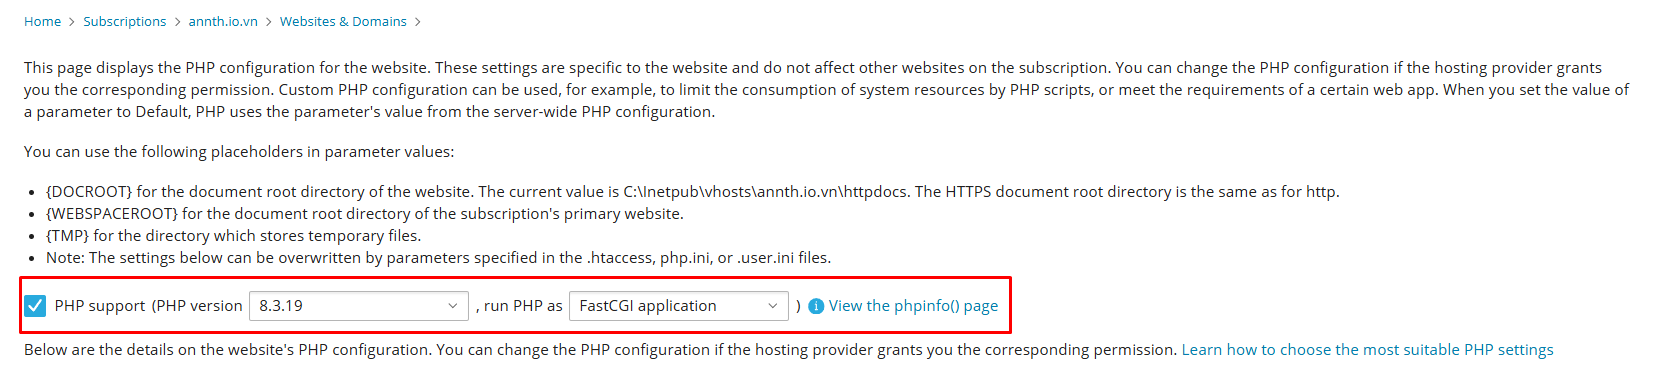 Home > Subscriptions > annth.io.vn > Websites & Domains >
This page displays the PHP configuration for the website. These settings are specific to the website and do not affect other websites on the subscription. You can change the PHP configuration if the hosting provider grants
you the corresponding permission. Custom PHP configuration can be used, for example, to limit the consumption of system resources by PHP scripts, or meet the requirements of a certain web app. When you set the value of
a parameter to Default, PHP uses the parameter's value from the server-wide PHP configuration.
You can use the following placeholders in parameter values:
• {DOCROOT} for the document root directory of the website. The current value is C:\Inetpub\vhosts\annth.io.vn\httpdocs. The HTTPS document root directory is the same as for http.
• {WEBSPACEROOT} for the document root directory of the subscription's primary website.
• {TMP} for the directory which stores temporary files.
• Note: The settings below can be overwritten by parameters specified in the .htaccess, php.ini, or .user.ini files.
PHP support (PHP version 8.3.19 , run PHP as FastCGI application ) View the phpinfo() page
Below are the details on the website's PHP configuration. You can change the PHP configuration if the hosting provider grants you the corresponding permission. Learn how to choose the most suitable PHP settings